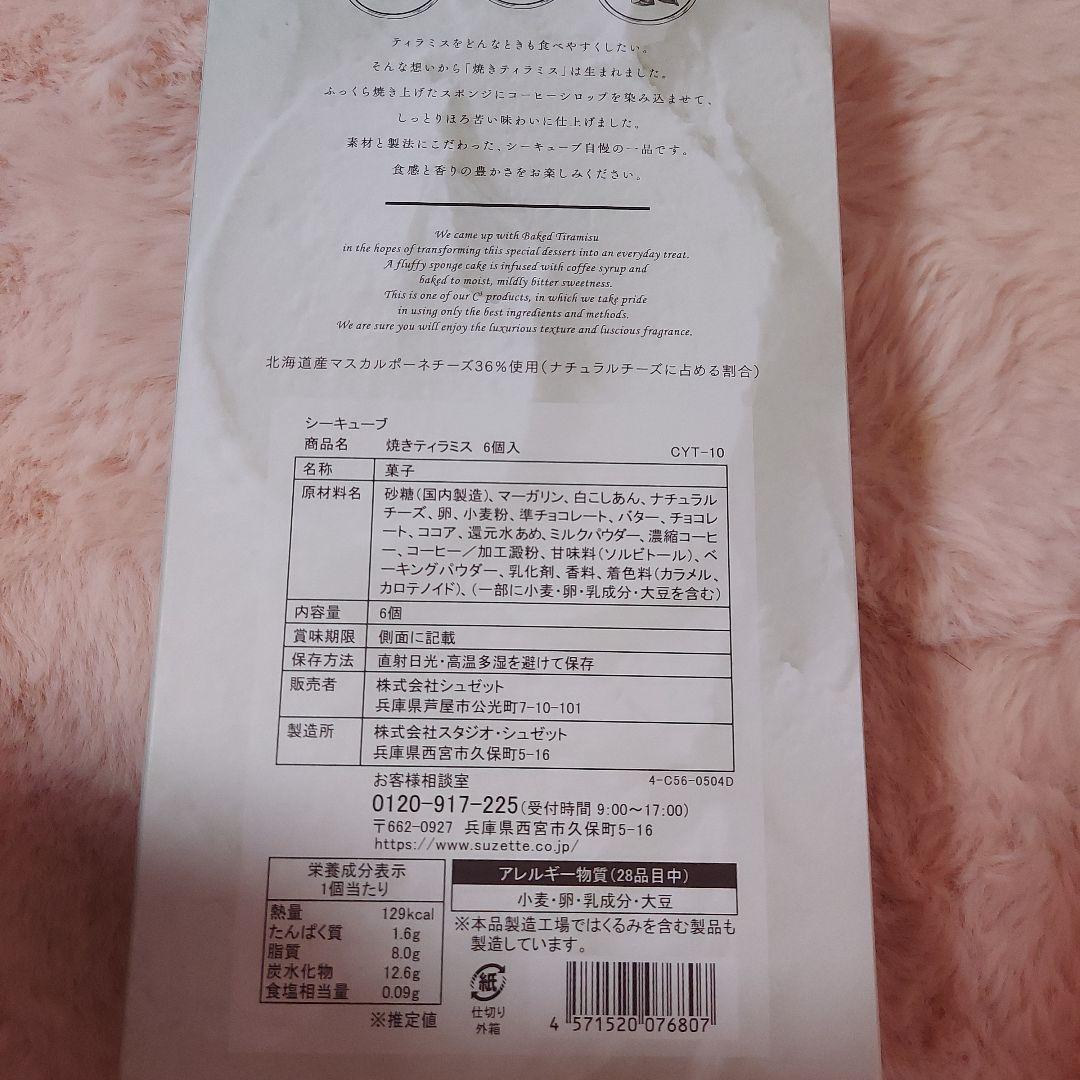 ティラミスをどんなときも食べやすくしたい。
そんな想いから「焼きティラミス」は生まれました。
ふっくら焼き上げたスポンジにコーヒーシロップを染み込ませて、
しっとりほろ苦い味わいに仕上げました。
素材と製法にこだわった、シーキューブ自慢の一品です。
食感と香りの豊かさをお楽しみください。
We came up with Baked Tiramisu
in the hopes of transforming this special dessert into an everyday treat.
A fluffy sponge cake is infused with coffee syrup and
baked to moist, mildly bitter sweetness.
This is one of our C³ products, in which we take pride
in using only the best ingredients and methods.
We are sure you will enjoy the luxurious texture and luscious fragrance.
北海道産マスカルポーネチーズ36%使用(ナチュラルチーズに占める割合)
シーキューブ
商品名 焼きティラミス 6個入 CYT-10
名称 菓子
原材料名 砂糖(国内製造)、マーガリン、白こしあん、ナチュラル
チーズ、卵、小麦粉、準チョコレート、バター、チョコレ
ート、ココア、還元水あめ、ミルクパウダー、濃縮コーヒ
ー、コーヒー/加工澱粉、甘味料(ソルビトール)、ベ
ーキングパウダー、乳化剤、香料、着色料(カラメル、
カロテノイド)、(一部に小麦・卵・乳成分・大豆を含む)
内容量 6個
賞味期限 側面に記載
保存方法 直射日光・高温多湿を避けて保存
販売者 株式会社シュゼット
兵庫県芦屋市公光町7-10-101
製造所 株式会社スタジオ・シュゼット
兵庫県西宮市久保町5-16
お客様相談室 4-C56-0504D
0120-917-225(受付時間 9:00～17:00)
〒662-0927 兵庫県西宮市久保町5-16
https://www.suzette.co.jp/
栄養成分表示
1個当たり
熱量 129kcal
たんぱく質 1.6g
脂質 8.0g
炭水化物 12.6g
食塩相当量 0.09g
※推定値
アレルギー物質(28品目中)
小麦・卵・乳成分・大豆
※本品製造工場ではくるみを含む製品も
製造しています。
紙
仕切り
外箱
4 571520 076807